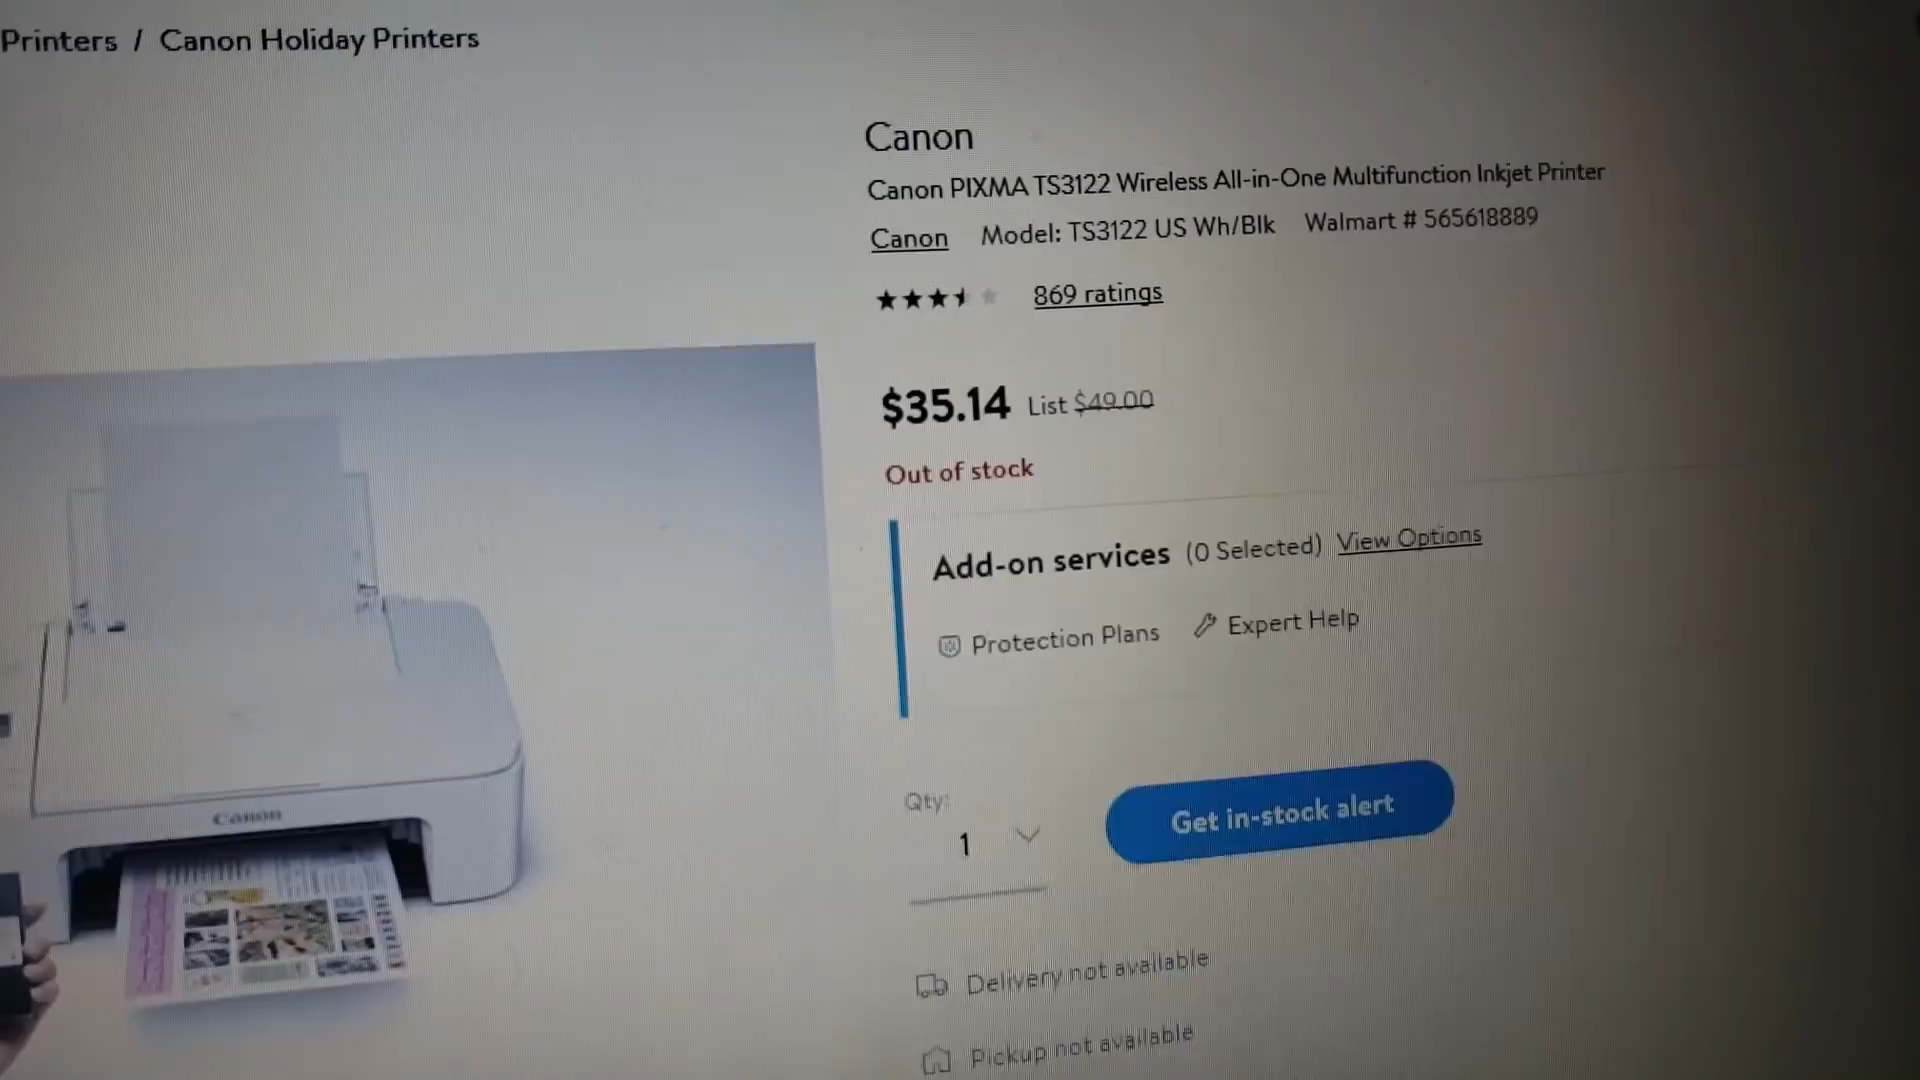 Printers / Canon Holiday Printers
Canon
Canon PIXMA TS3122 Wireless All-in-One Multifunction Inkjet Printer
Canon Model: TS3122 US Wh/Blk Walmart # 565618889
869 ratings
$35.14 List $49.00
Out of stock
Add-on services (0 Selected) View Options
Protection Plans Expert Help
Qty:
1
Get in-stock alert
Delivery not available
Pickup not available
Canon